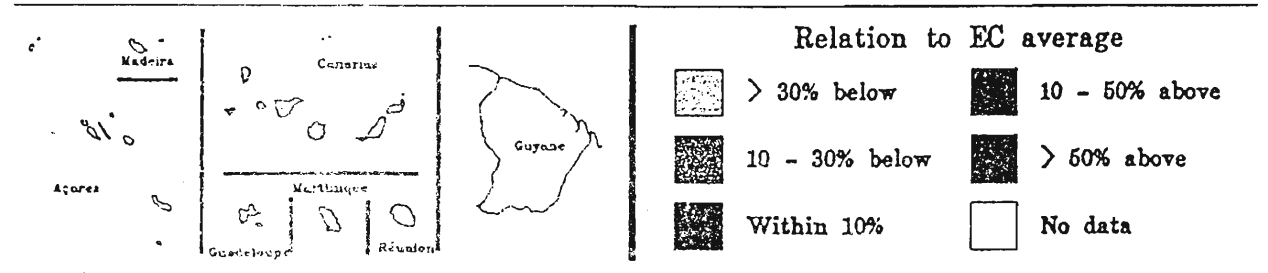 Madeira
Canarias
Açores
Martinique
Guadeloupe
Réunion
Guyane
Relation to EC average
> 30% below
10 - 30% below
Within 10%
10 - 50% above
> 50% above
No data